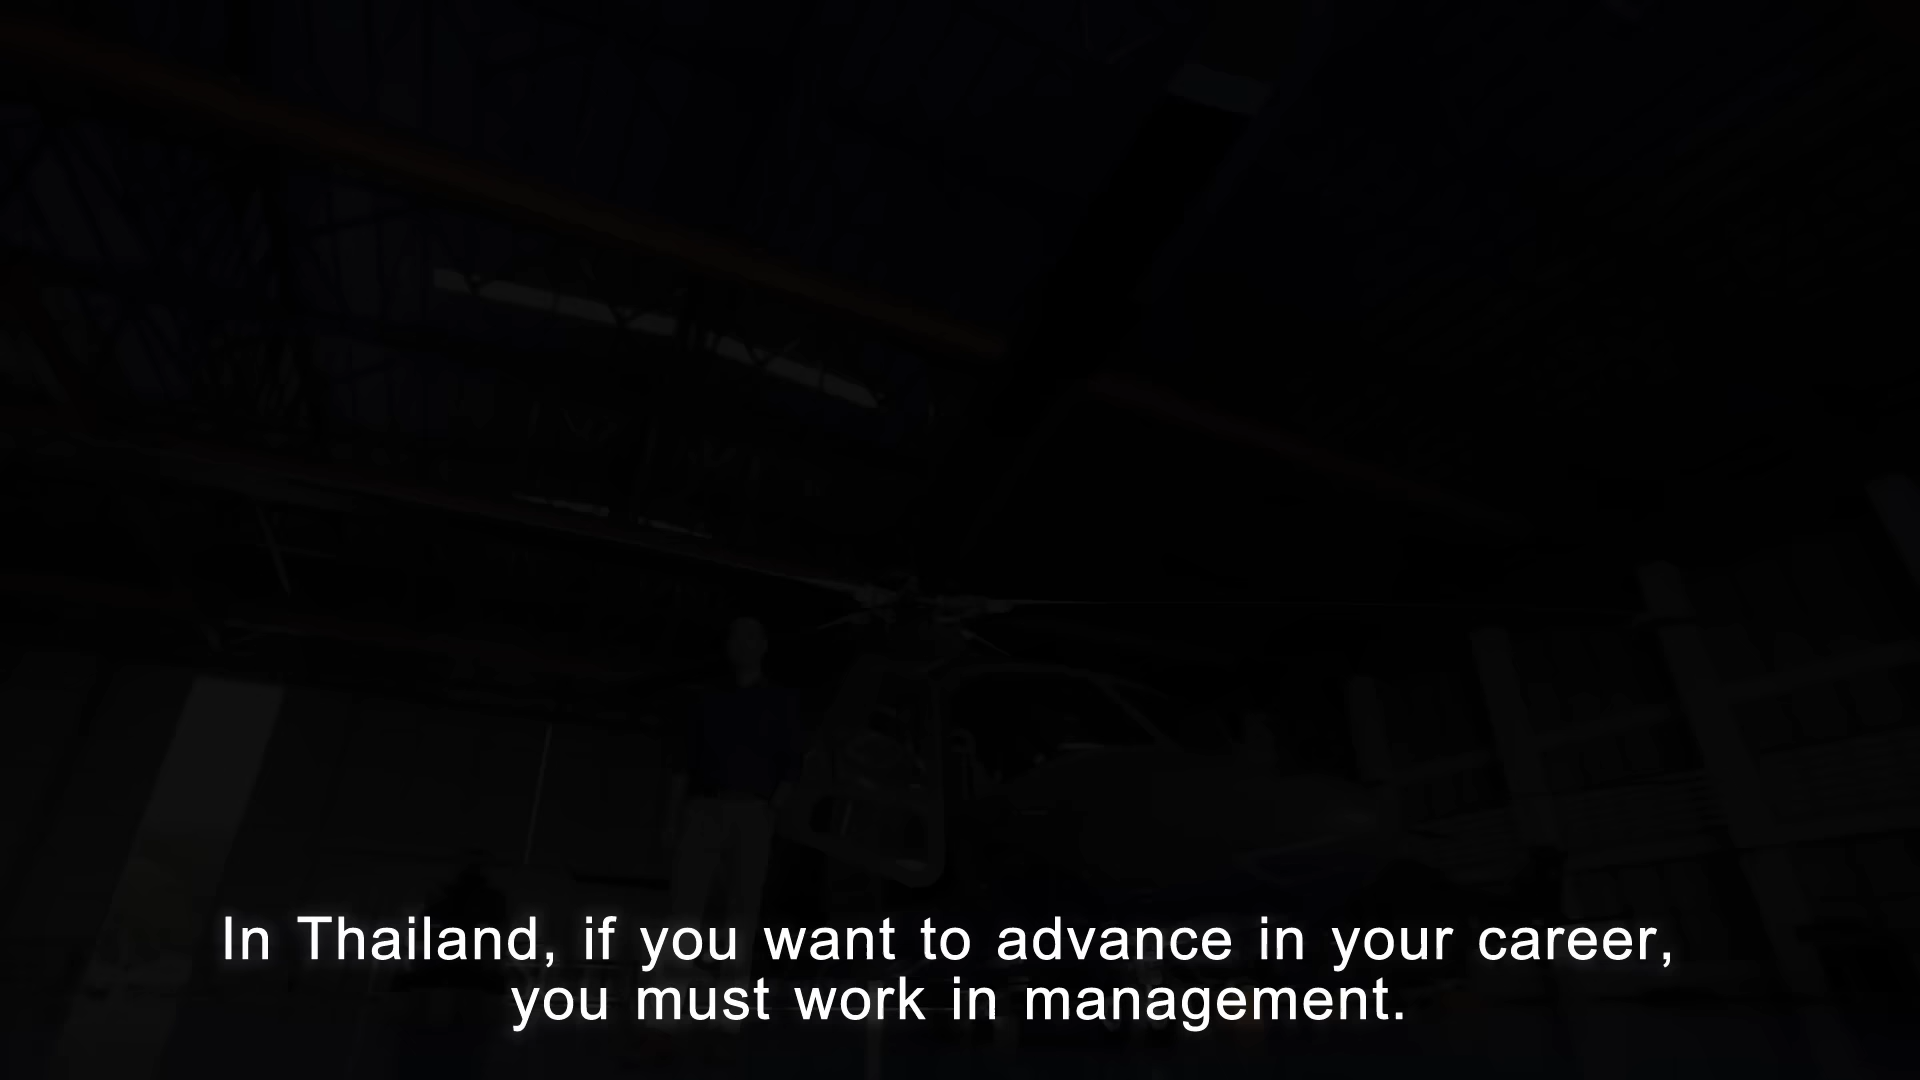 In Thailand, if you want to advance in your career,
you must work in management.